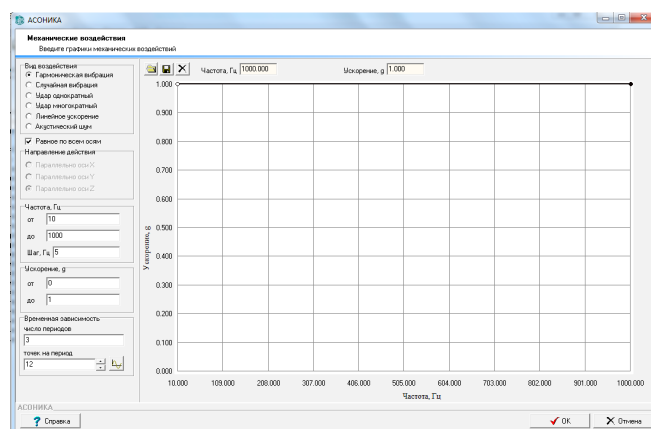 АСОНИКА
Механические воздействия
Введите графики механических воздействий
Вид воздействия
Гармоническая вибрация
Случайная вибрация
Удар однократный
Удар многократный
Линейное ускорение
Акустический шум
Равное по всем осям
Направление действия
Параллельно оси X
Параллельно оси Y
Параллельно оси Z
Частота, Гц
от 10
до 1000
Шаг, Гц 5
Ускорение, g
от 0
до 1
Временная зависимость
число периодов
3
точек на период
12
Частота, Гц 1000.000 Ускорение, g 1.000
1.000
0.900
0.800
0.700
0.600
0.500
0.400
0.300
0.200
0.100
0.000
Ускорение, g
10.000 109.000 208.000 307.000 406.000 505.000 604.000 703.000 802.000 901.000 1000.000
Частота, Гц
АСОНИКА
Справка OK Отмена